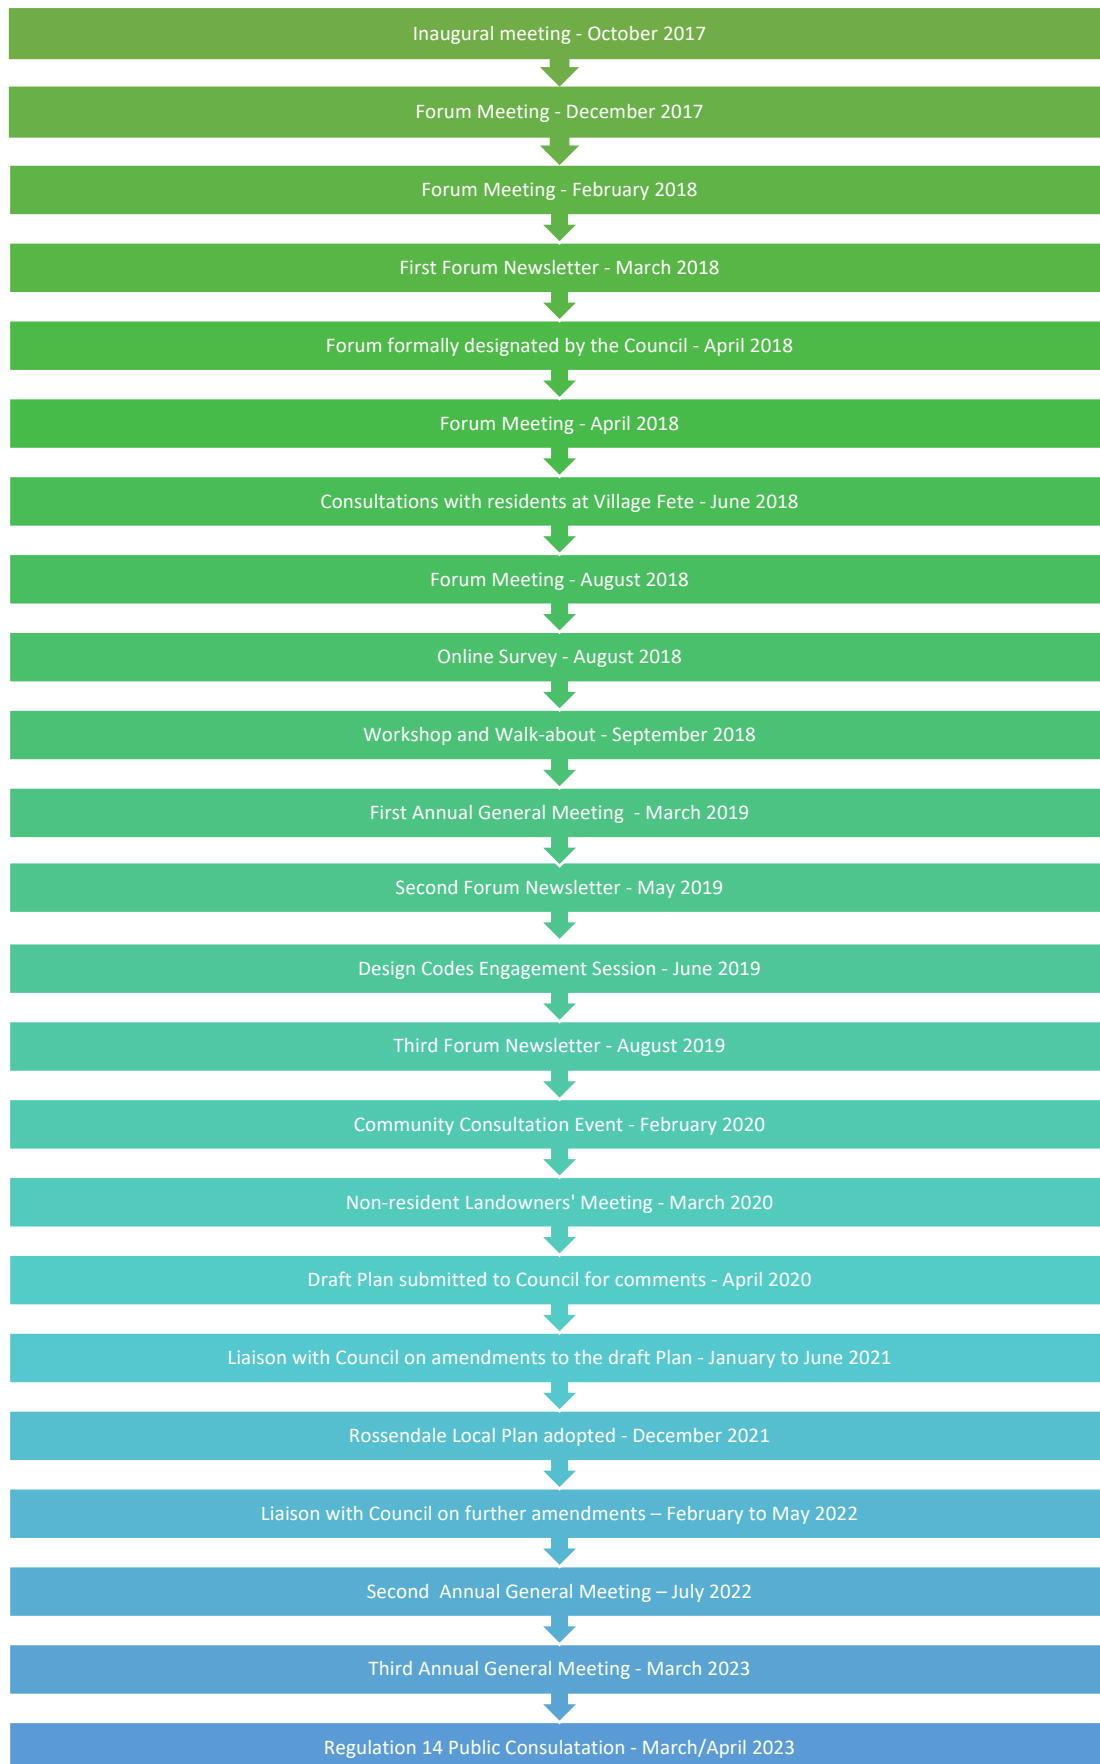 Inaugural meeting - October 2017
Forum Meeting - December 2017
Forum Meeting - February 2018
First Forum Newsletter - March 2018
Forum formally designated by the Council - April 2018
Forum Meeting - April 2018
Consultations with residents at Village Fete - June 2018
Forum Meeting - August 2018
Online Survey - August 2018
Workshop and Walk-about - September 2018
First Annual General Meeting  - March 2019
Second Forum Newsletter - May 2019
Design Codes Engagement Session - June 2019
Third Forum Newsletter - August 2019
Community Consultation Event - February 2020
Non-resident Landowners' Meeting - March 2020
Draft Plan submitted to Council for comments - April 2020
Liaison with Council on amendments to the draft Plan - January to June 2021
Rossendale Local Plan adopted - December 2021
Liaison with Council on further amendments – February to May 2022
Second  Annual General Meeting – July 2022
Third Annual General Meeting - March 2023
Regulation 14 Public Consulatation - March/April 2023